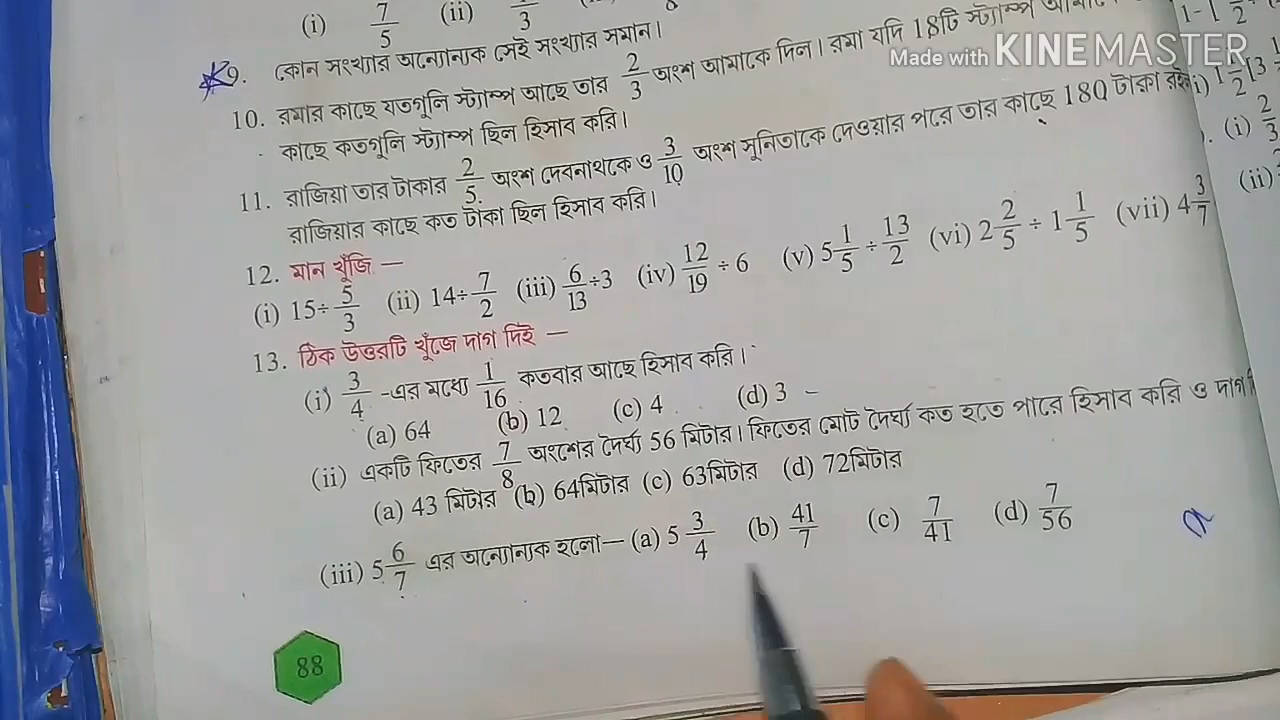 (i) 7/5 (ii) /3
9. কোন সংখ্যার অন্যোন্যক সেই সংখ্যার সমান।
10. রমার কাছে যতগুলি স্ট্যাম্প আছে তার 2/3 অংশ আমাকে দিল। রমা যদি 18টি স্ট্যাম্প
কাছে কতগুলি স্ট্যাম্প ছিল হিসাব করি।
11. রাজিয়া তার টাকার 2/5 অংশ দেবনাথকে ও 3/10 অংশ সুনিতাকে দেওয়ার পরে তার কাছে 180 টাকা
রাজিয়ার কাছে কত টাকা ছিল হিসাব করি।
12. মান খুঁজি —
(i) 15÷5/3 (ii) 14÷7/2 (iii) 6/13÷3 (iv) 12/19÷6 (v) 5 1/5÷13/2 (vi) 2 2/5÷1 1/5 (vii) 4 3/7
13. ঠিক উত্তরটি খুঁজে দাগ দিই —
(i) 3/4 -এর মধ্যে 1/16 কতবার আছে হিসাব করি।
(a) 64 (b) 12 (c) 4 (d) 3
(ii) একটি ফিতের 7/8 অংশের দৈর্ঘ্য 56 মিটার। ফিতের মোট দৈর্ঘ্য কত হতে পারে হিসাব করি ও
(a) 43 মিটার (b) 64মিটার (c) 63মিটার (d) 72মিটার
(iii) 5 6/7 এর অন্যোন্যক হলো— (a) 5 3/4 (b) 41/7 (c) 7/41 (d) 7/56
88
Made with KINEMASTER
(i) 2/3
(ii)